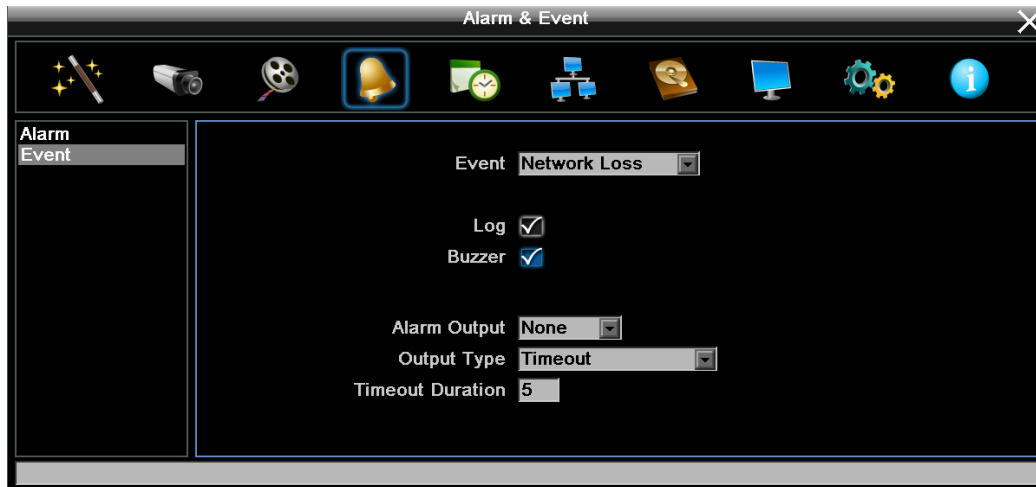 Alarm & Event
Alarm
Event
Event Network Loss
Log
Buzzer
Alarm Output None
Output Type Timeout
Timeout Duration 5